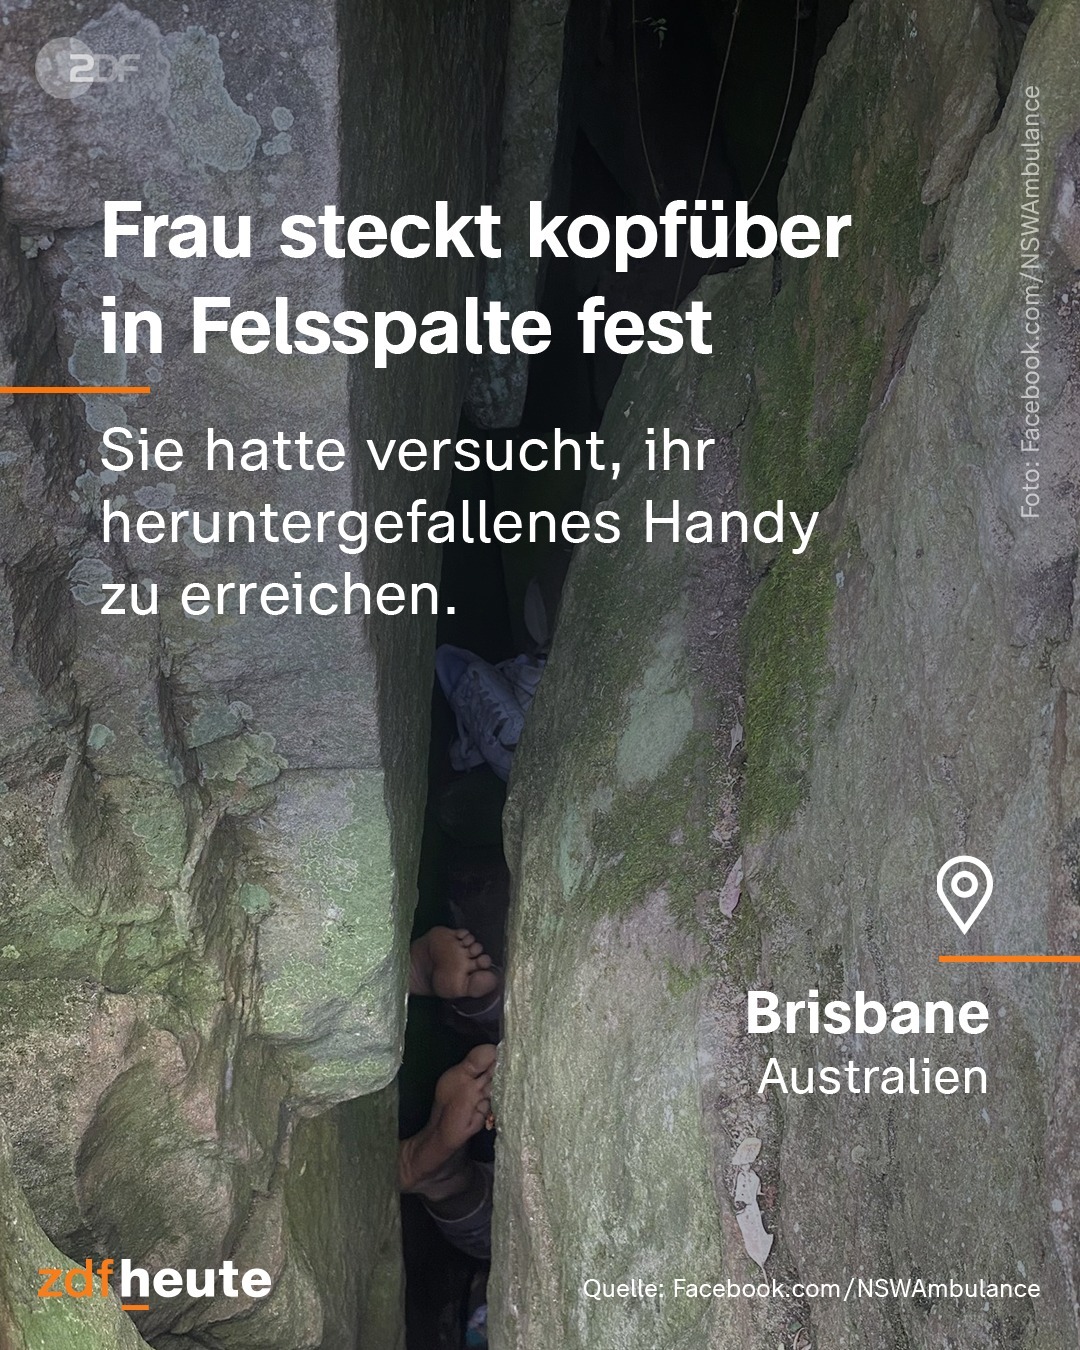 ZDF
Foto: Facebook.com/NSWAmbulance
Frau steckt kopfüber
in Felsspalte fest
Sie hatte versucht, ihr
heruntergefallenes Handy
zu erreichen.
Brisbane
Australien
zdfheute
Quelle: Facebook.com/NSWAmbulance